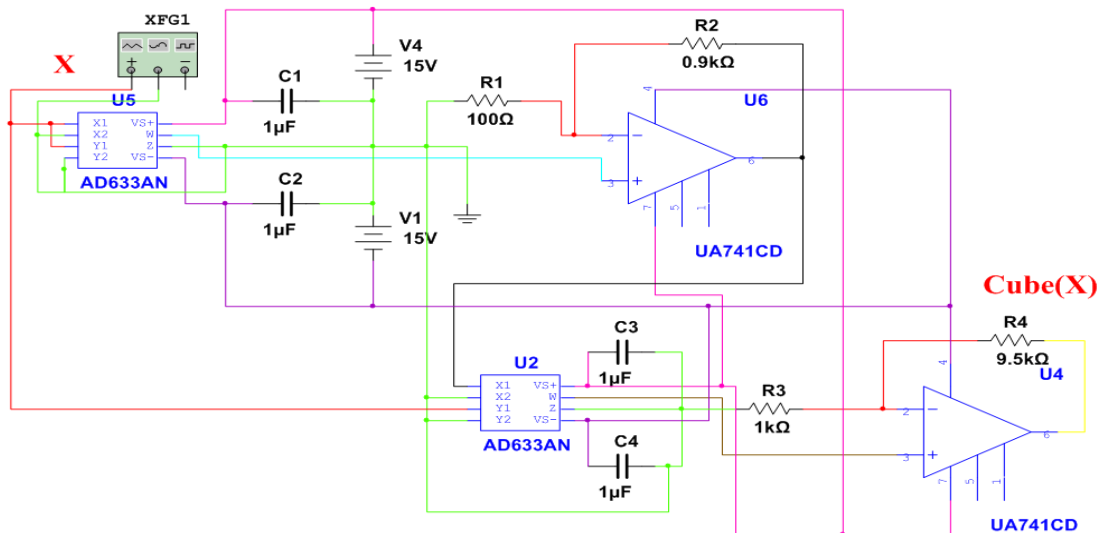 XFG1
X
U5
X1 VS+
X2 W
Y1 Z
Y2 VS-
AD633AN
C1
1µF
C2
1µF
V4
15V
V1
15V
R1
100Ω
R2
0.9kΩ
U6
4
2
3
6
7
5
1
UA741CD
U2
X1 VS+
X2 W
Y1 Z
Y2 VS-
AD633AN
C3
1µF
C4
1µF
R3
1kΩ
Cube(X)
R4
9.5kΩ
U4
4
2
3
6
7
5
1
UA741CD